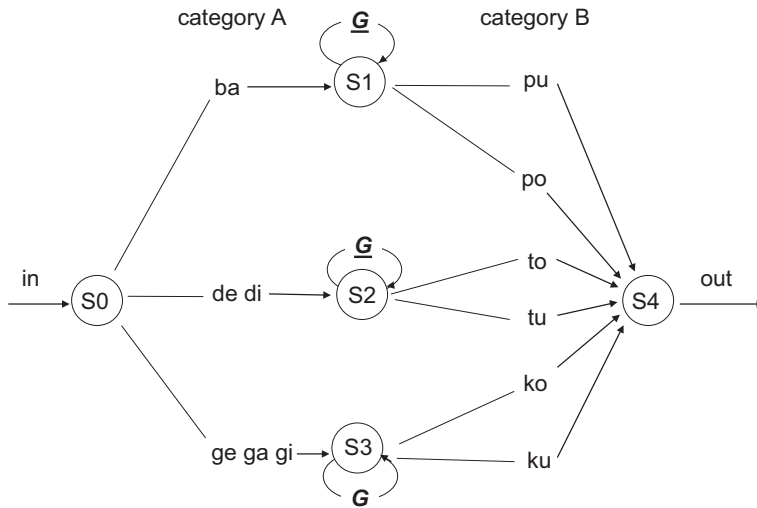 category A
category B
G
S1
ba
pu
po
G
to
in
out
S0
de di
S2
S4
tu
ko
S3
ge ga gi
ku
G